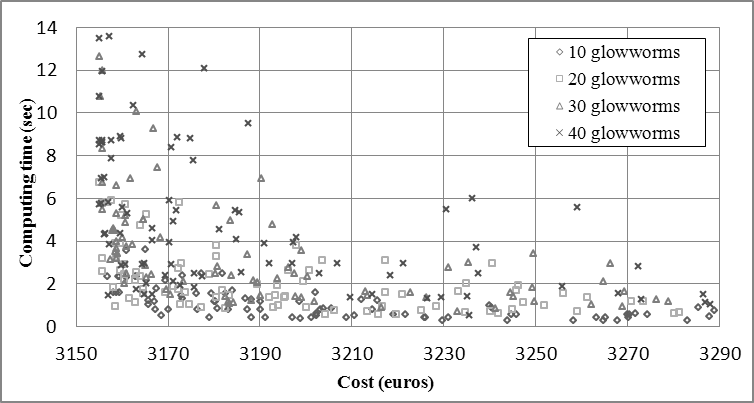 14
12
10
8
6
4
2
0
Computing time (sec)
10 glowworms
20 glowworms
30 glowworms
40 glowworms
3150 3170 3190 3210 3230 3250 3270 3290
Cost (euros)